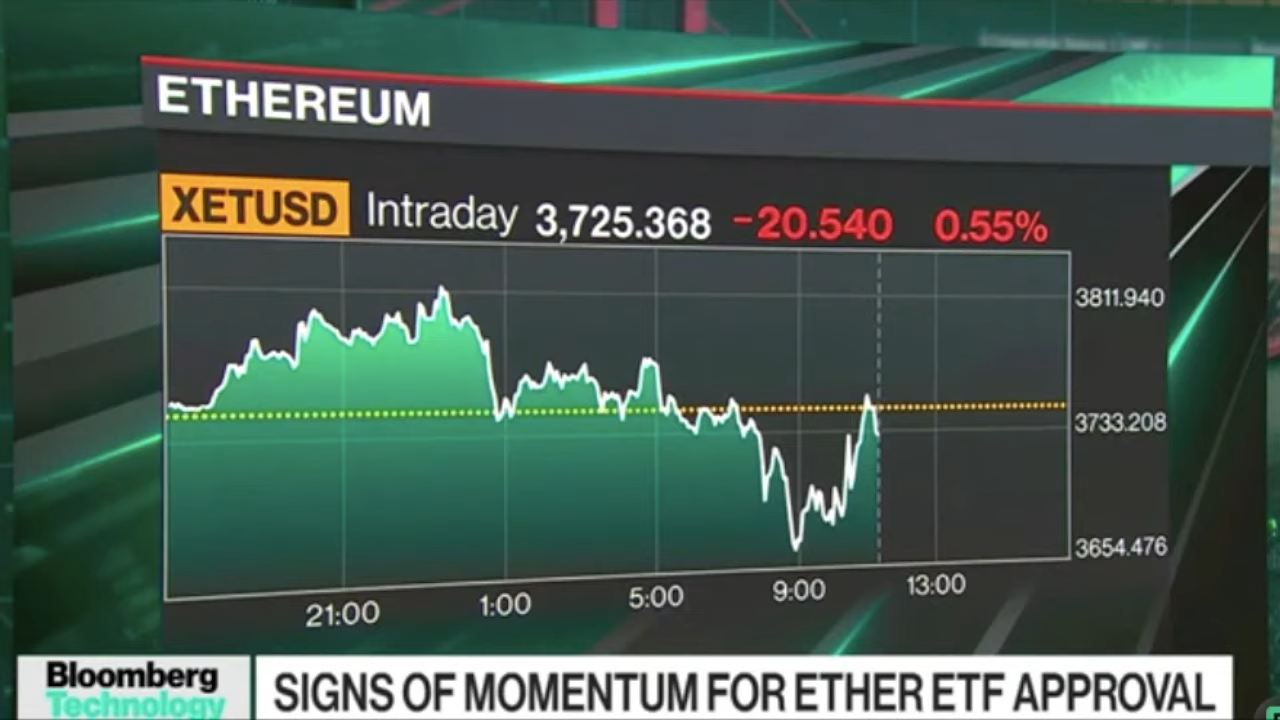 ETHEREUM
XETUSD Intraday 3,725.368 -20.540 0.55%
3811.940
3733.208
3654.476
21:00 1:00 5:00 9:00 13:00
Bloomberg
Technology
SIGNS OF MOMENTUM FOR ETHER ETF APPROVAL